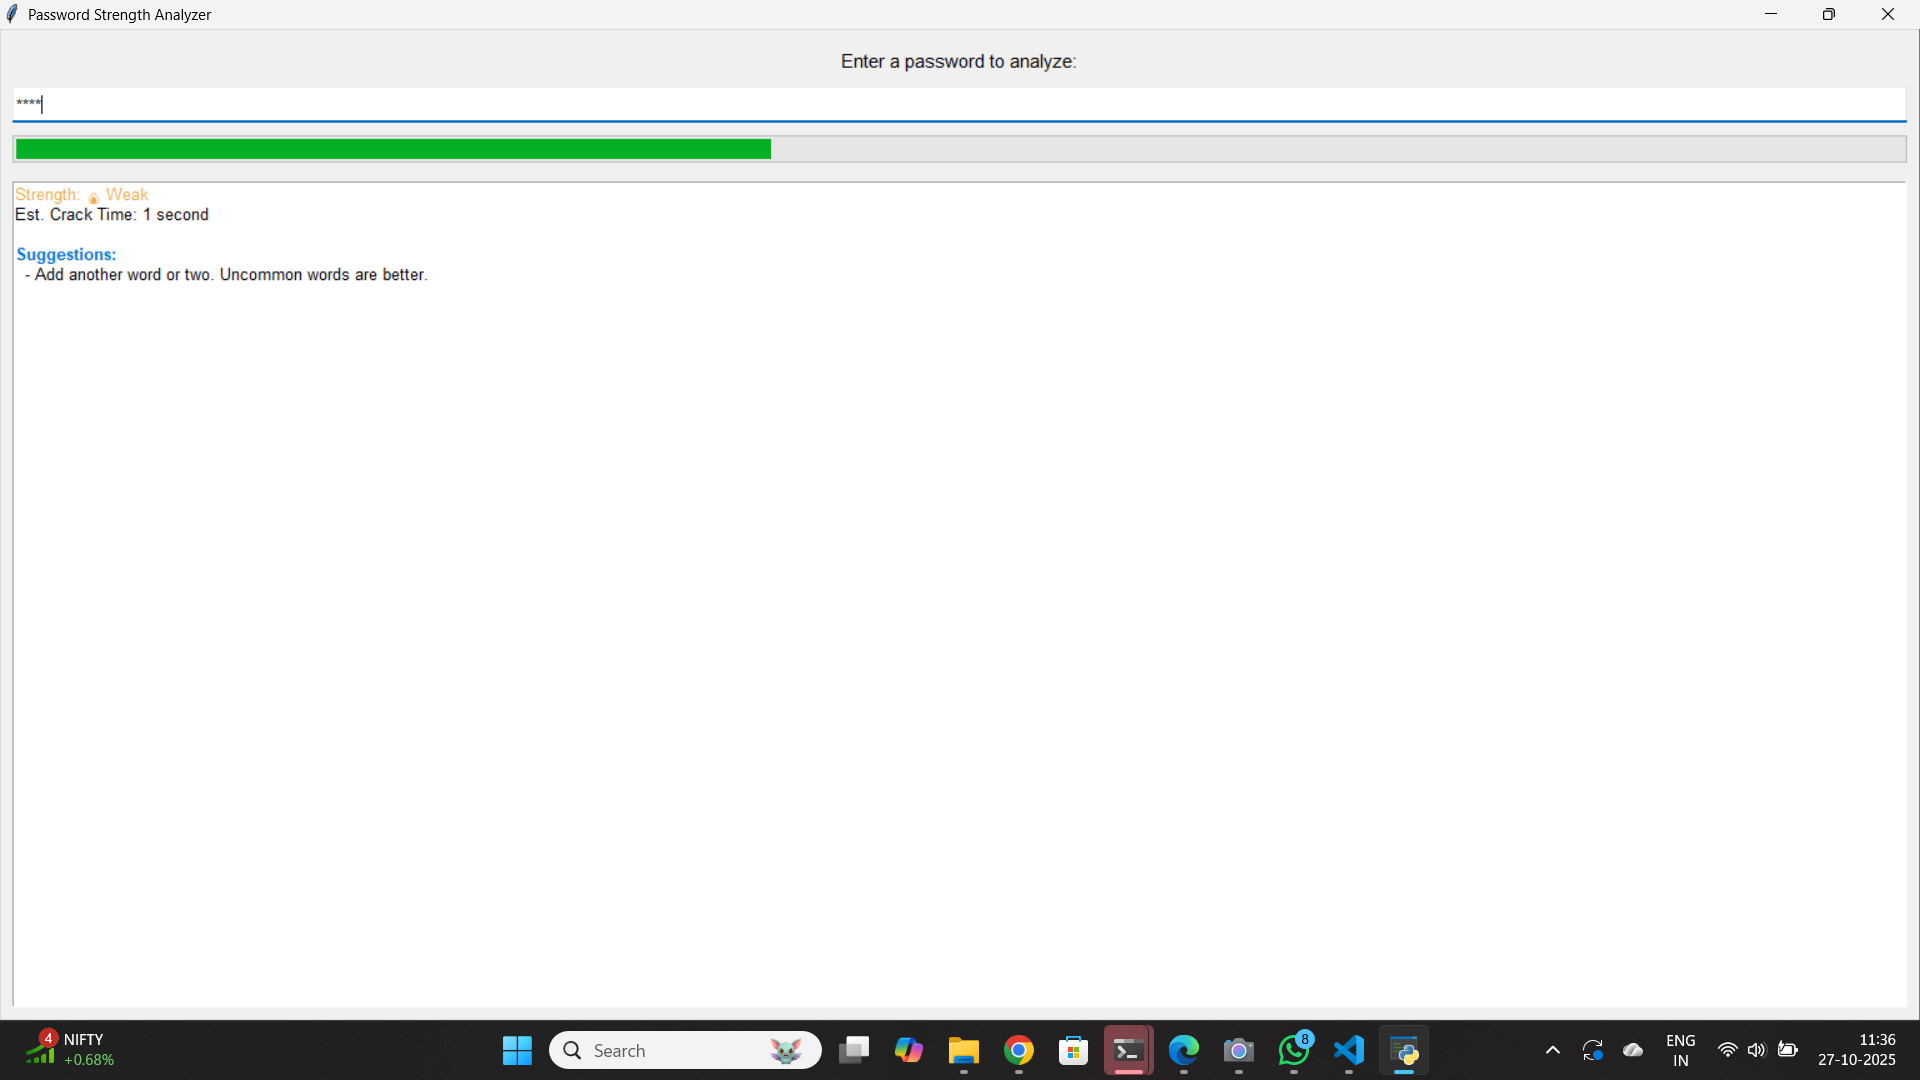 Password Strength Analyzer
Enter a password to analyze:
****
Strength: Weak
Est. Crack Time: 1 second
Suggestions:
- Add another word or two. Uncommon words are better.
4
NIFTY
+0.68%
Search
8
ENG
IN
11:36
27-10-2025